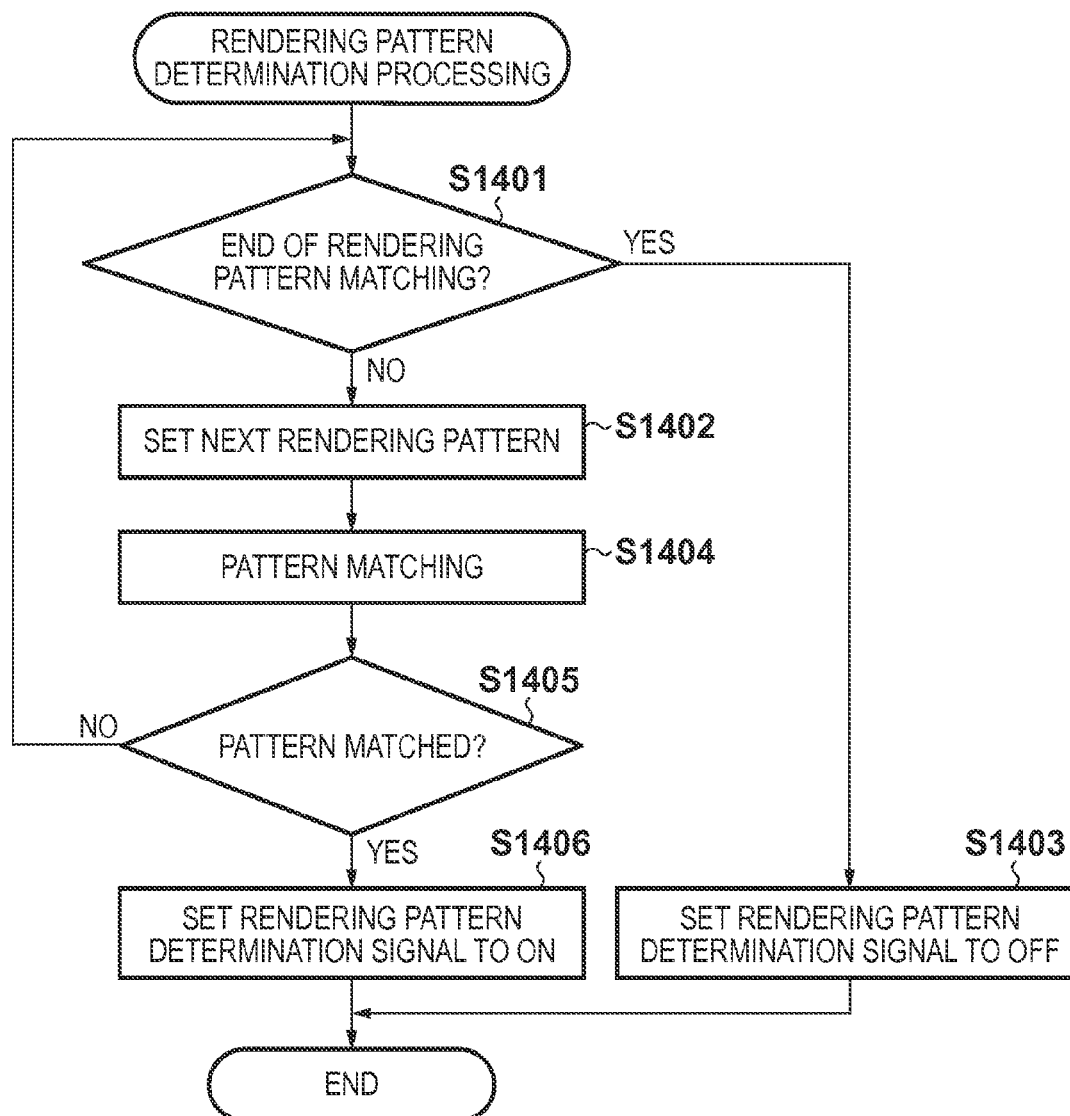 RENDERING PATTERN
DETERMINATION PROCESSING
S1401
END OF RENDERING
PATTERN MATCHING?
YES
NO
SET NEXT RENDERING PATTERN
S1402
PATTERN MATCHING
S1404
S1405
NO
PATTERN MATCHED?
YES
S1406
S1403
SET RENDERING PATTERN
DETERMINATION SIGNAL TO ON
SET RENDERING PATTERN
DETERMINATION SIGNAL TO OFF
END